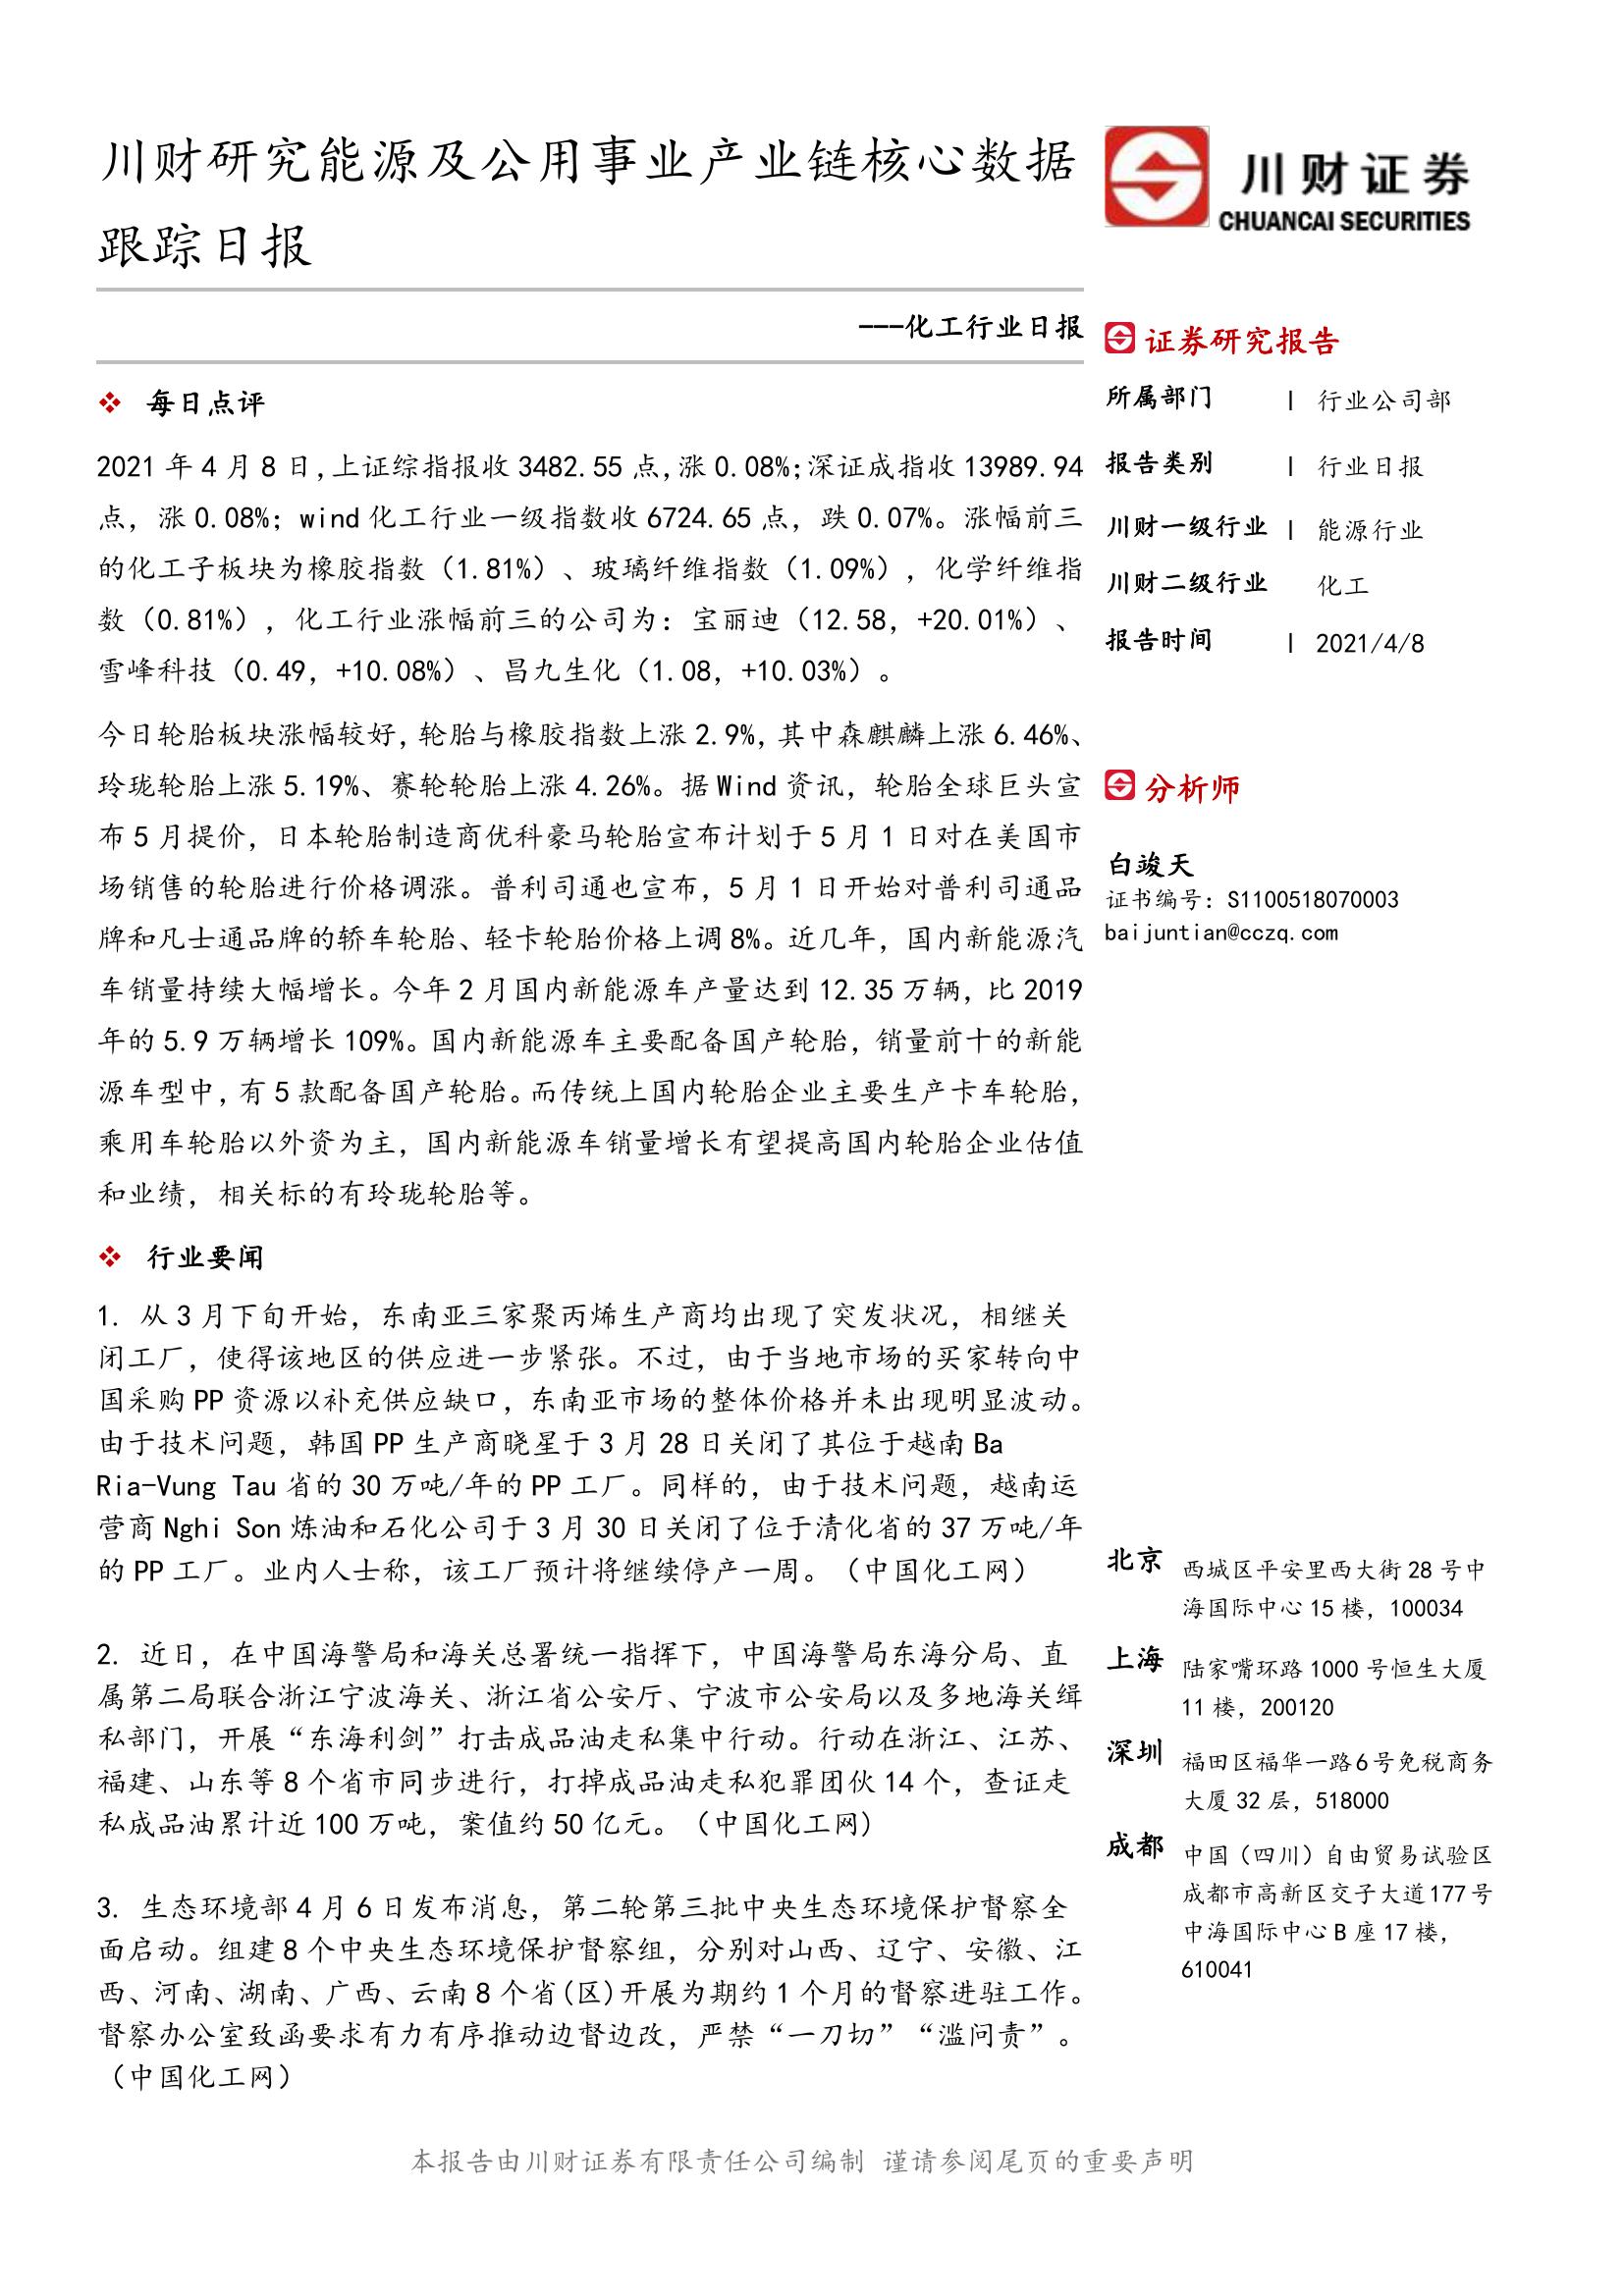 川财研究能源及公用事业产业链核心数据
跟踪日报
---化工行业日报
❖ 每日点评
2021 年 4 月 8 日,上证综指报收 3482.55 点,涨 0.08%;深证成指收 13989.94
点，涨 0.08%；wind 化工行业一级指数收 6724.65 点，跌 0.07%。涨幅前三
的化工子板块为橡胶指数（1.81%）、玻璃纤维指数（1.09%），化学纤维指
数（0.81%），化工行业涨幅前三的公司为：宝丽迪（12.58，+20.01%）、
雪峰科技（0.49，+10.08%）、昌九生化（1.08，+10.03%）。
今日轮胎板块涨幅较好,轮胎与橡胶指数上涨 2.9%,其中森麒麟上涨 6.46%、
玲珑轮胎上涨 5.19%、赛轮轮胎上涨 4.26%。据 Wind 资讯，轮胎全球巨头宣
布 5 月提价，日本轮胎制造商优科豪马轮胎宣布计划于 5 月 1 日对在美国市
场销售的轮胎进行价格调涨。普利司通也宣布，5 月 1 日开始对普利司通品
牌和凡士通品牌的轿车轮胎、轻卡轮胎价格上调 8%。近几年，国内新能源汽
车销量持续大幅增长。今年 2 月国内新能源车产量达到 12.35 万辆，比 2019
年的 5.9 万辆增长 109%。国内新能源车主要配备国产轮胎，销量前十的新能
源车型中,有 5 款配备国产轮胎。而传统上国内轮胎企业主要生产卡车轮胎，
乘用车轮胎以外资为主，国内新能源车销量增长有望提高国内轮胎企业估值
和业绩，相关标的有玲珑轮胎等。
❖ 行业要闻
1. 从 3 月下旬开始，东南亚三家聚丙烯生产商均出现了突发状况，相继关
闭工厂，使得该地区的供应进一步紧张。不过，由于当地市场的买家转向中
国采购 PP 资源以补充供应缺口，东南亚市场的整体价格并未出现明显波动。
由于技术问题，韩国 PP 生产商晓星于 3 月 28 日关闭了其位于越南 Ba
Ria-Vung Tau 省的 30 万吨/年的 PP 工厂。同样的，由于技术问题，越南运
营商 Nghi Son 炼油和石化公司于 3 月 30 日关闭了位于清化省的 37 万吨/年
的 PP 工厂。业内人士称，该工厂预计将继续停产一周。（中国化工网）
2. 近日，在中国海警局和海关总署统一指挥下，中国海警局东海分局、直
属第二局联合浙江宁波海关、浙江省公安厅、宁波市公安局以及多地海关缉
私部门，开展“东海利剑”打击成品油走私集中行动。行动在浙江、江苏、
福建、山东等 8 个省市同步进行，打掉成品油走私犯罪团伙 14 个，查证走
私成品油累计近 100 万吨，案值约 50 亿元。（中国化工网）
3. 生态环境部 4 月 6 日发布消息，第二轮第三批中央生态环境保护督察全
面启动。组建 8 个中央生态环境保护督察组，分别对山西、辽宁、安徽、江
西、河南、湖南、广西、云南 8 个省(区)开展为期约 1 个月的督察进驻工作。
督察办公室致函要求有力有序推动边督边改，严禁“一刀切”“滥问责”。
（中国化工网）
川财证券
CHUANCAI SECURITIES
证券研究报告
所属部门 | 行业公司部
报告类别 | 行业日报
川财一级行业 | 能源行业
川财二级行业 化工
报告时间 | 2021/4/8
分析师
白竣天
证书编号：S1100518070003
baijuntian@cczq.com
北京 西城区平安里西大街 28 号中
海国际中心 15 楼，100034
上海 陆家嘴环路 1000 号恒生大厦
11 楼，200120
深圳 福田区福华一路 6 号免税商务
大厦 32 层，518000
成都 中国（四川）自由贸易试验区
成都市高新区交子大道 177 号
中海国际中心 B 座 17 楼，
610041
本报告由川财证券有限责任公司编制 谨请参阅尾页的重要声明